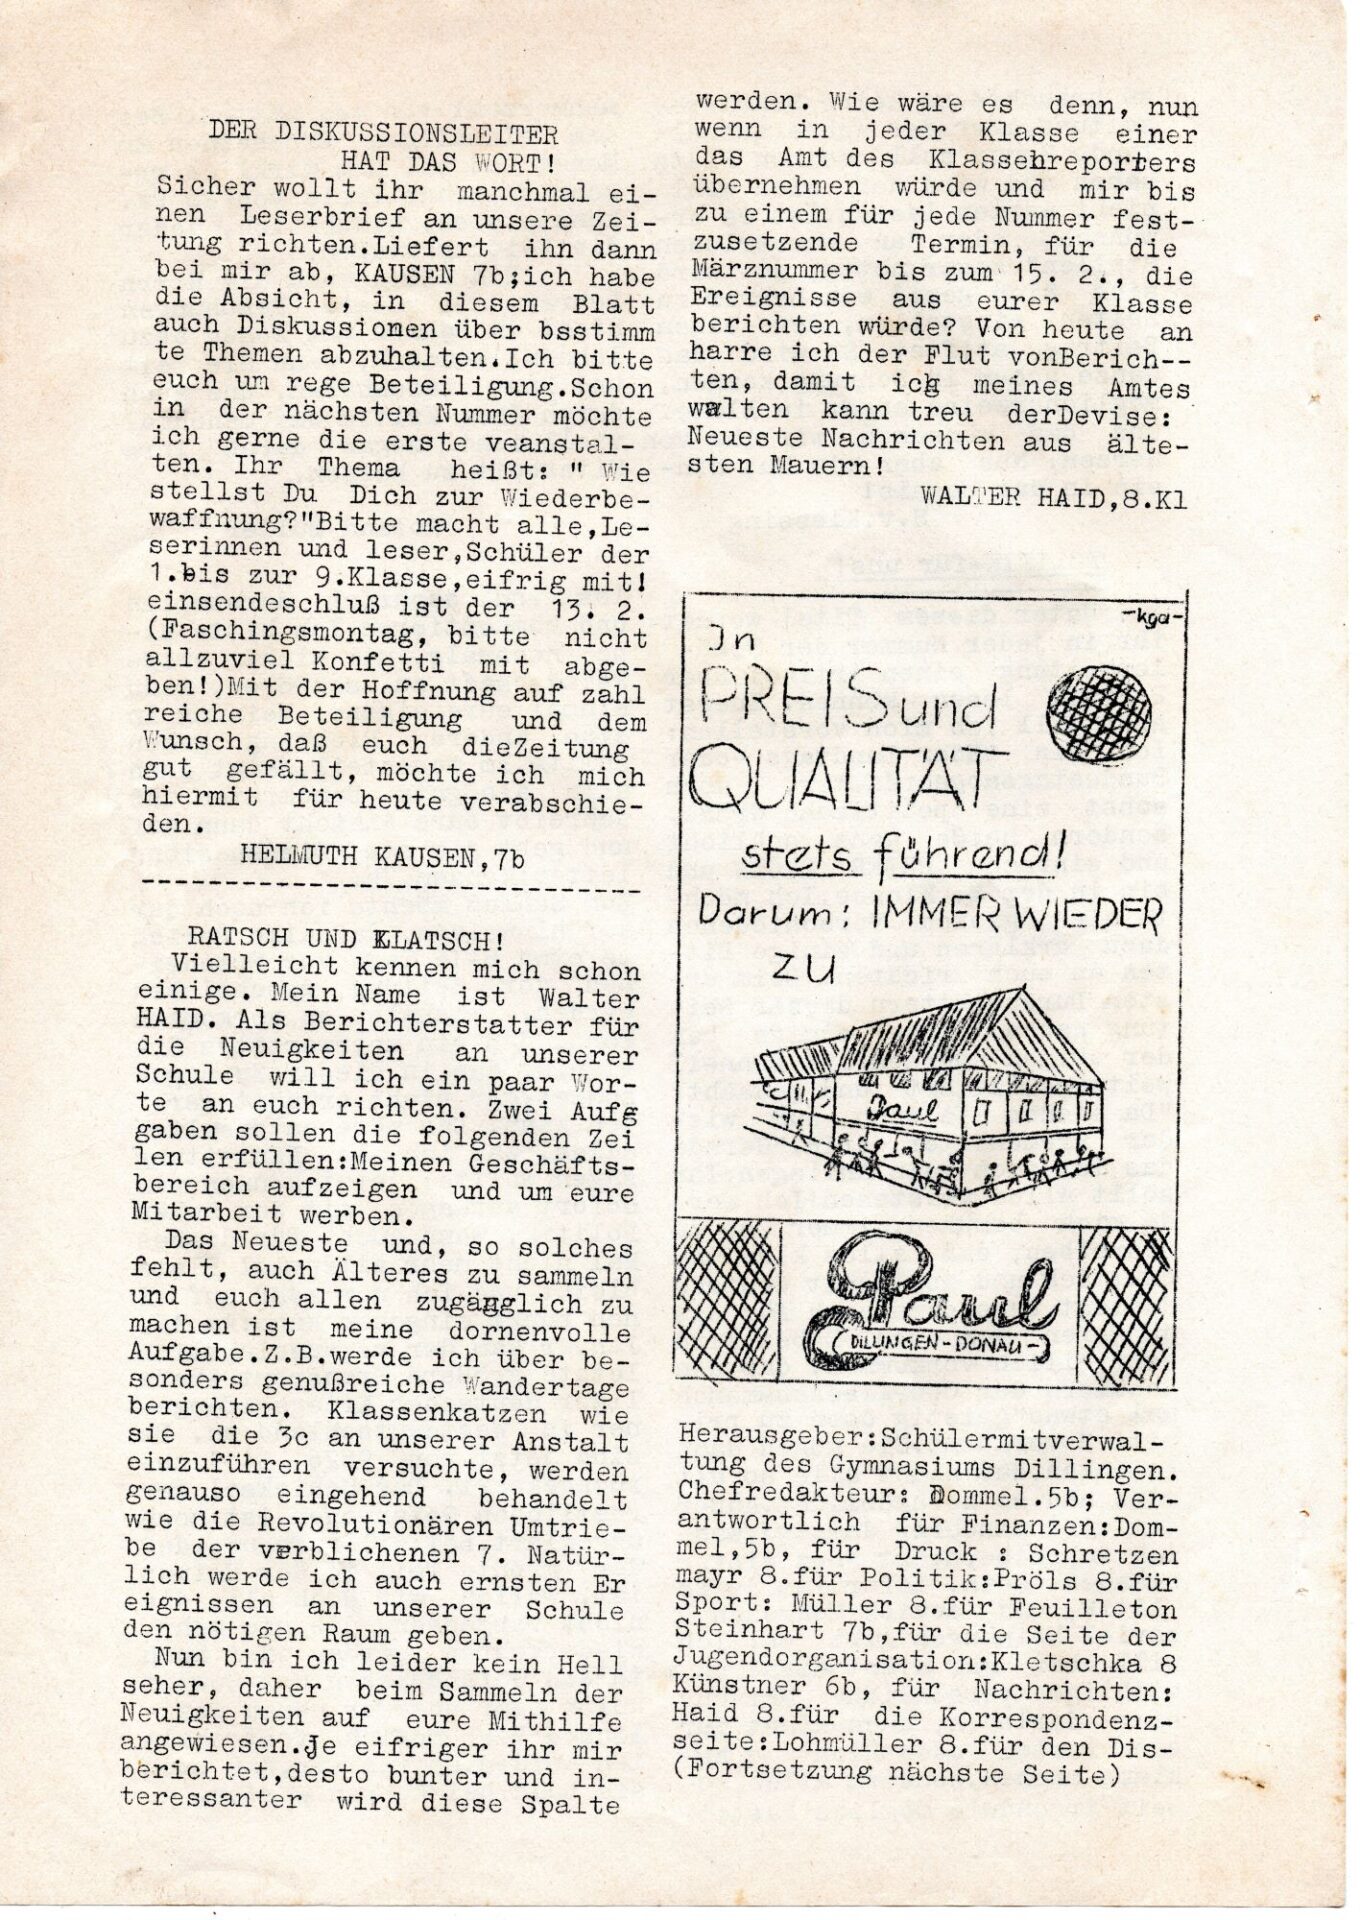 DER DISKUSSIONSLEITER
HAT DAS WORT!
Sicher wollt ihr manchmal ei-
nen Leserbrief an unsere Zei-
tung richten.Liefert ihn dann
bei mir ab, KAUSEN 7b;ich habe
die Absicht, in diesem Blatt
auch Diskussionen über bsstimm
te Themen abzuhalten.Ich bitte
euch um rege Beteiligung.Schon
in der nächsten Nummer möchte
ich gerne die erste veanstal-
ten. Ihr Thema heißt: " Wie
stellst Du Dich zur Wiederbe-
waffnung?"Bitte macht alle,Le-
serinnen und leser,Schüler der
1.bis zur 9.Klasse,eifrig mit!
einsendeschluß ist der 13. 2.
(Faschingsmontag, bitte nicht
allzuviel Konfetti mit abge-
ben!)Mit der Hoffnung auf zahl
reiche Beteiligung und dem
Wunsch, daß euch dieZeitung
gut gefällt, möchte ich mich
hiermit für heute verabschie-
den.
HELMUTH KAUSEN,7b
RATSCH UND KLATSCH!
Vielleicht kennen mich schon
einige. Mein Name ist Walter
HAID. Als Berichterstatter für
die Neuigkeiten an unserer
Schule will ich ein paar Wor-
te an euch richten. Zwei Aufg
gaben sollen die folgenden Zei
len erfüllen:Meinen Geschäfts-
bereich aufzeigen und um eure
Mitarbeit werben.
Das Neueste und, so solches
fehlt, auch Älteres zu sammeln
und euch allen zugägglich zu
machen ist meine dornenvolle
Aufgabe.Z.B.werde ich über be-
sonders genußreiche Wandertage
berichten. Klassenkatzen wie
sie die 3c an unserer Anstalt
einzuführen versuchte, werden
genauso eingehend behandelt
wie die Revolutionären Umtrie-
be der verblichenen 7. Natür-
lich werde ich auch ernsten Er
eignissen an unserer Schule
den nötigen Raum geben.
Nun bin ich leider kein Hell
seher, daher beim Sammeln der
Neuigkeiten auf eure Mithilfe
angewiesen.Je eifriger ihr mir
berichtet,desto bunter und in-
teressanter wird diese Spalte
werden. Wie wäre es denn, nun
wenn in jeder Klasse einer
das Amt des Klassenreporters
übernehmen würde und mir bis
zu einem für jede Nummer fest-
zusetzende Termin, für die
Märznummer bis zum 15. 2., die
Ereignisse aus eurer Klasse
berichten würde? Von heute an
harre ich der Flut vonBerich--
ten, damit ich meines Amtes
walten kann treu derDevise:
Neueste Nachrichten aus älte-
sten Mauern!
WALTER HAID,8.Kl
-kga-
In
PREIS und
QUALITÄT
stets führend!
Darum: IMMER WIEDER
ZU
Paul
Paul
DILLINGEN-DONAU-
Herausgeber:Schülermitverwal-
tung des Gymnasiums Dillingen.
Chefredakteur: Dommel.5b; Ver-
antwortlich für Finanzen:Dom-
mel,5b, für Druck : Schretzen
mayr 8.für Politik:Pröls 8.für
Sport: Müller 8.für Feuilleton
Steinhart 7b,für die Seite der
Jugendorganisation:Kletschka 8
Künstner 6b, für Nachrichten:
Haid 8.für die Korrespondenz-
seite:Lohmüller 8.für den Dis-
(Fortsetzung nächste Seite)